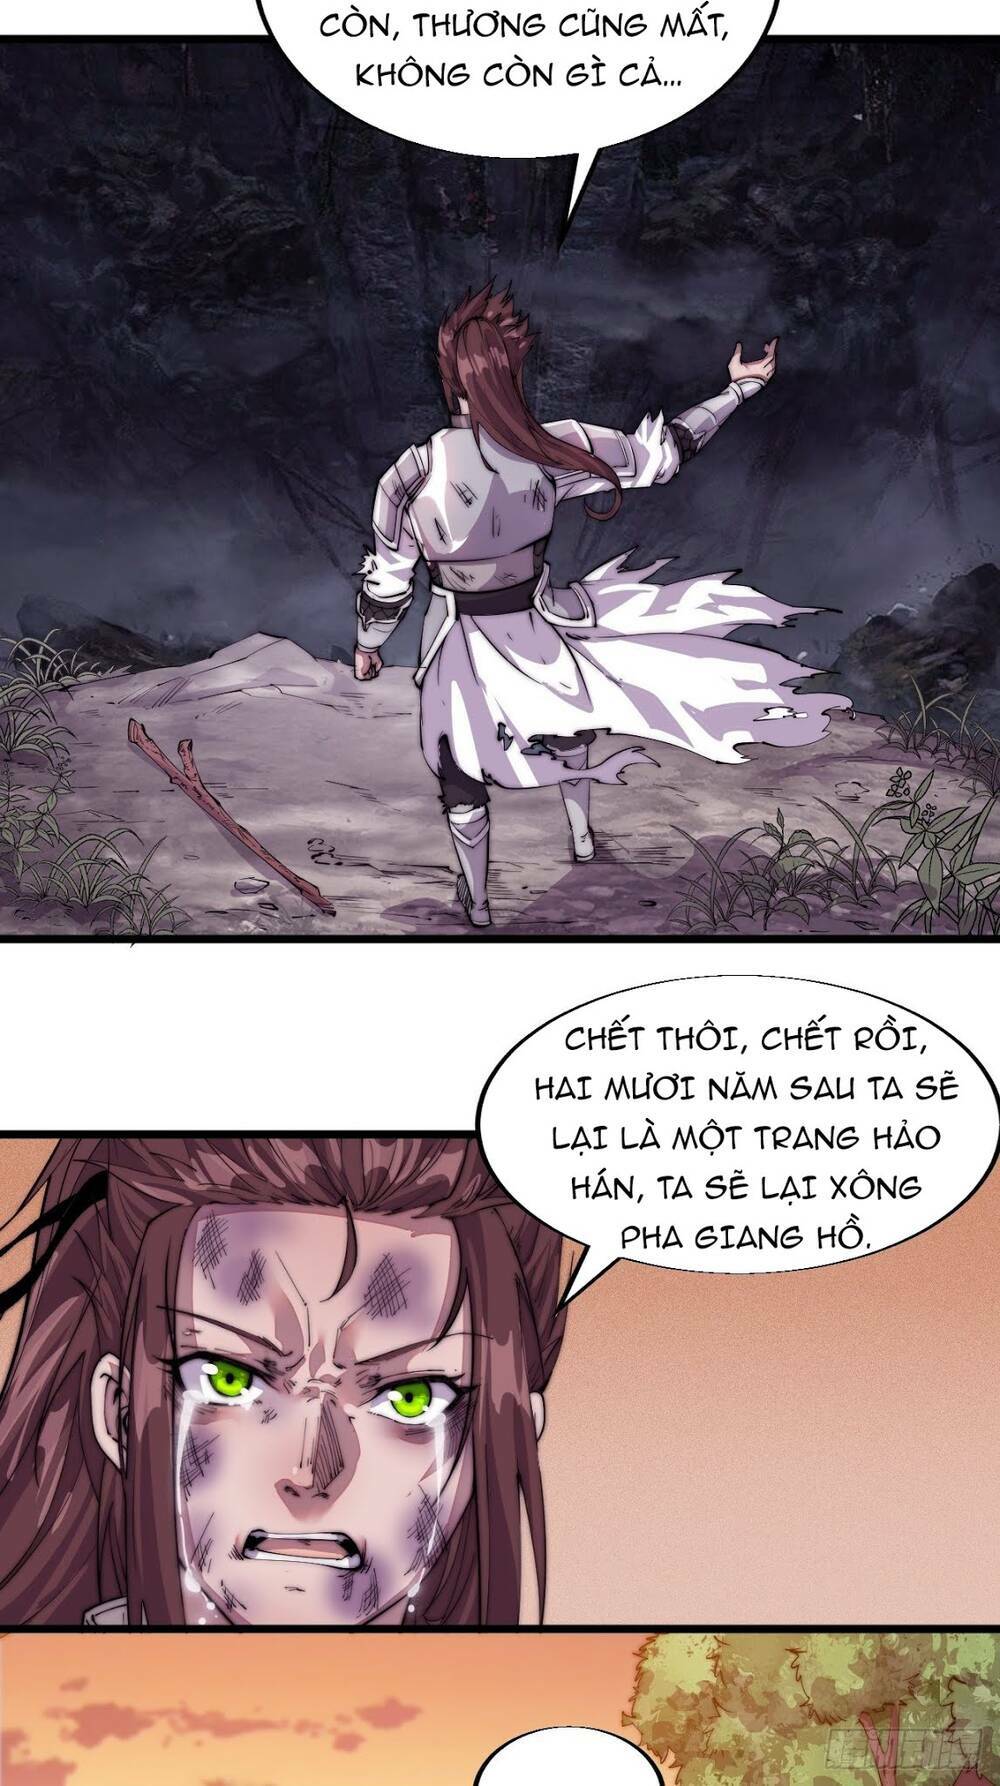 CÒN, THƯƠNG CŨNG MẤT,
KHÔNG CÒN GÌ CẢ...
CHẾT THÔI, CHẾT RỒI,
HAI MƯƠI NĂM SAU TA SẼ
LẠI LÀ MỘT TRANG HẢO
HÁN, TA SẼ LẠI XÔNG
PHA GIANG HỒ.